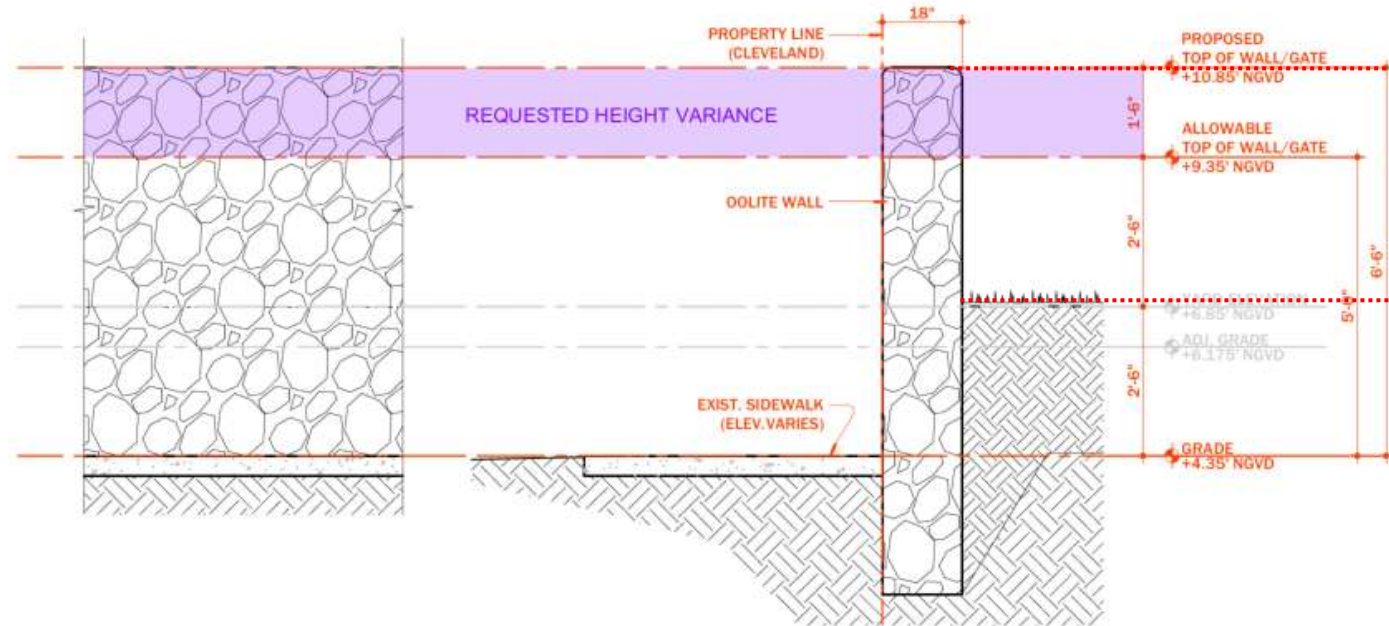 18"
PROPERTY LINE
(CLEVELAND)
PROPOSED
TOP OF WALL/GATE
+10.85' NGVD
REQUESTED HEIGHT VARIANCE
1'-6"
ALLOWABLE
TOP OF WALL/GATE
+9.35' NGVD
OOLITE WALL
2'-6"
6'-6"
5'-0"
YARD ELEVATION
+6.85' NGVD
ADJ. GRADE
+6.175' NGVD
2'-6"
EXIST. SIDEWALK
(ELEV.VARIES)
GRADE
+4.35' NGVD